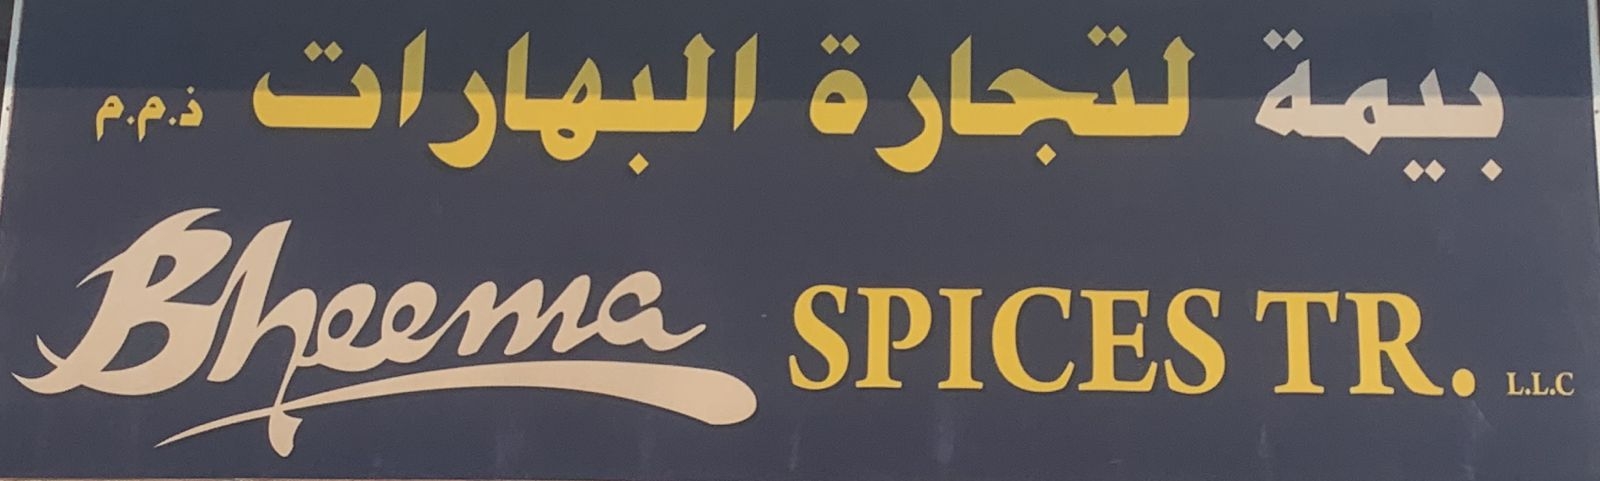 بيمة لتجارة البهارات ذ.م.م
Bheema SPICES TR. L.L.C